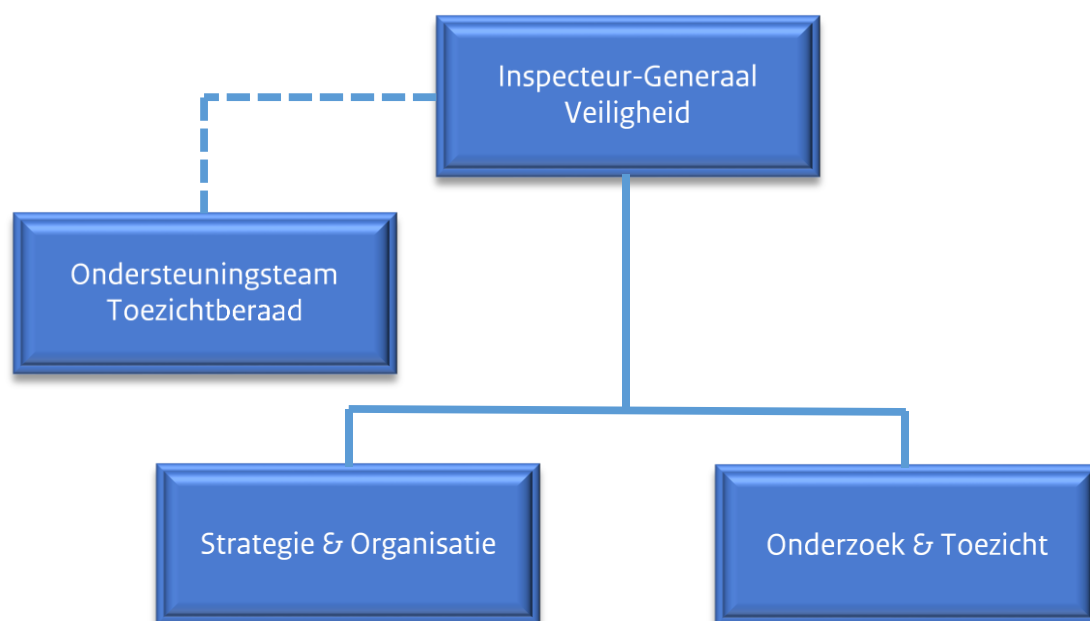 Inspecteur-Generaal
Veiligheid
Ondersteuningsteam
Toezichtberaad
Strategie & Organisatie
Onderzoek & Toezicht